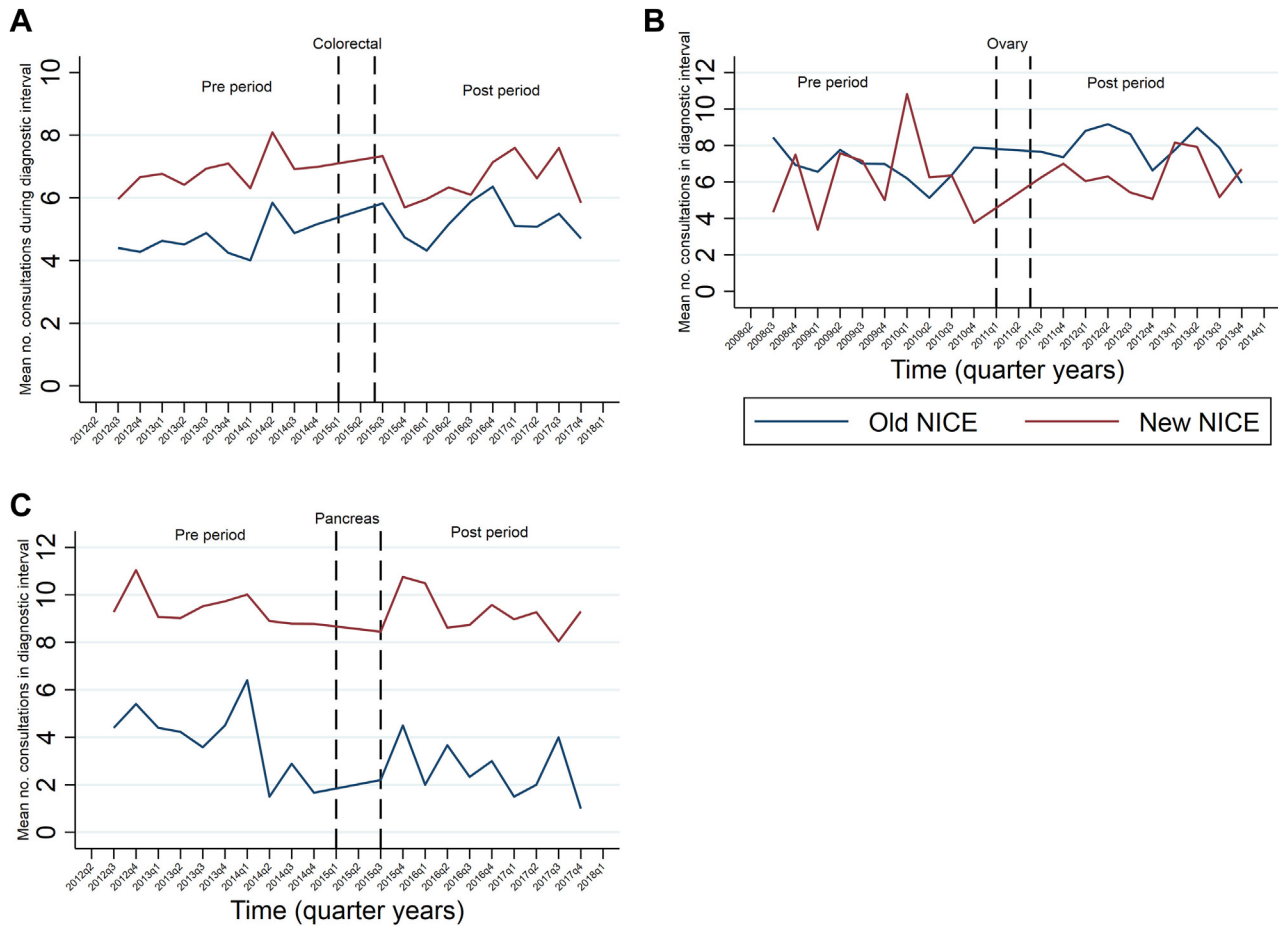 A
Colorectal
Pre period
Post period
Mean no. consultations during diagnostic interval
10
8
6
4
2
0
2012q2 2012q3 2012q4 2013q1 2013q2 2013q3 2013q4 2014q1 2014q2 2014q3 2014q4 2015q1 2015q2 2015q3 2015q4 2016q1 2016q2 2016q3 2016q4 2017q1 2017q2 2017q3 2017q4 2018q1
B
Ovary
Pre period
Post period
Mean no. consultations in diagnostic interval
12
10
8
6
4
2
0
2008q2 2008q3 2008q4 2009q1 2009q2 2009q3 2009q4 2010q1 2010q2 2010q3 2010q4 2011q1 2011q2 2011q3 2011q4 2012q1 2012q2 2012q3 2012q4 2013q1 2013q2 2013q3 2013q4 2014q1
Time (quarter years)
Old NICE New NICE
C
Pancreas
Pre period
Post period
Mean no. consultations in diagnostic interval
12
10
8
6
4
2
0
2012q2 2012q3 2012q4 2013q1 2013q2 2013q3 2013q4 2014q1 2014q2 2014q3 2014q4 2015q1 2015q2 2015q3 2015q4 2016q1 2016q2 2016q3 2016q4 2017q1 2017q2 2017q3 2017q4 2018q1
Time (quarter years)